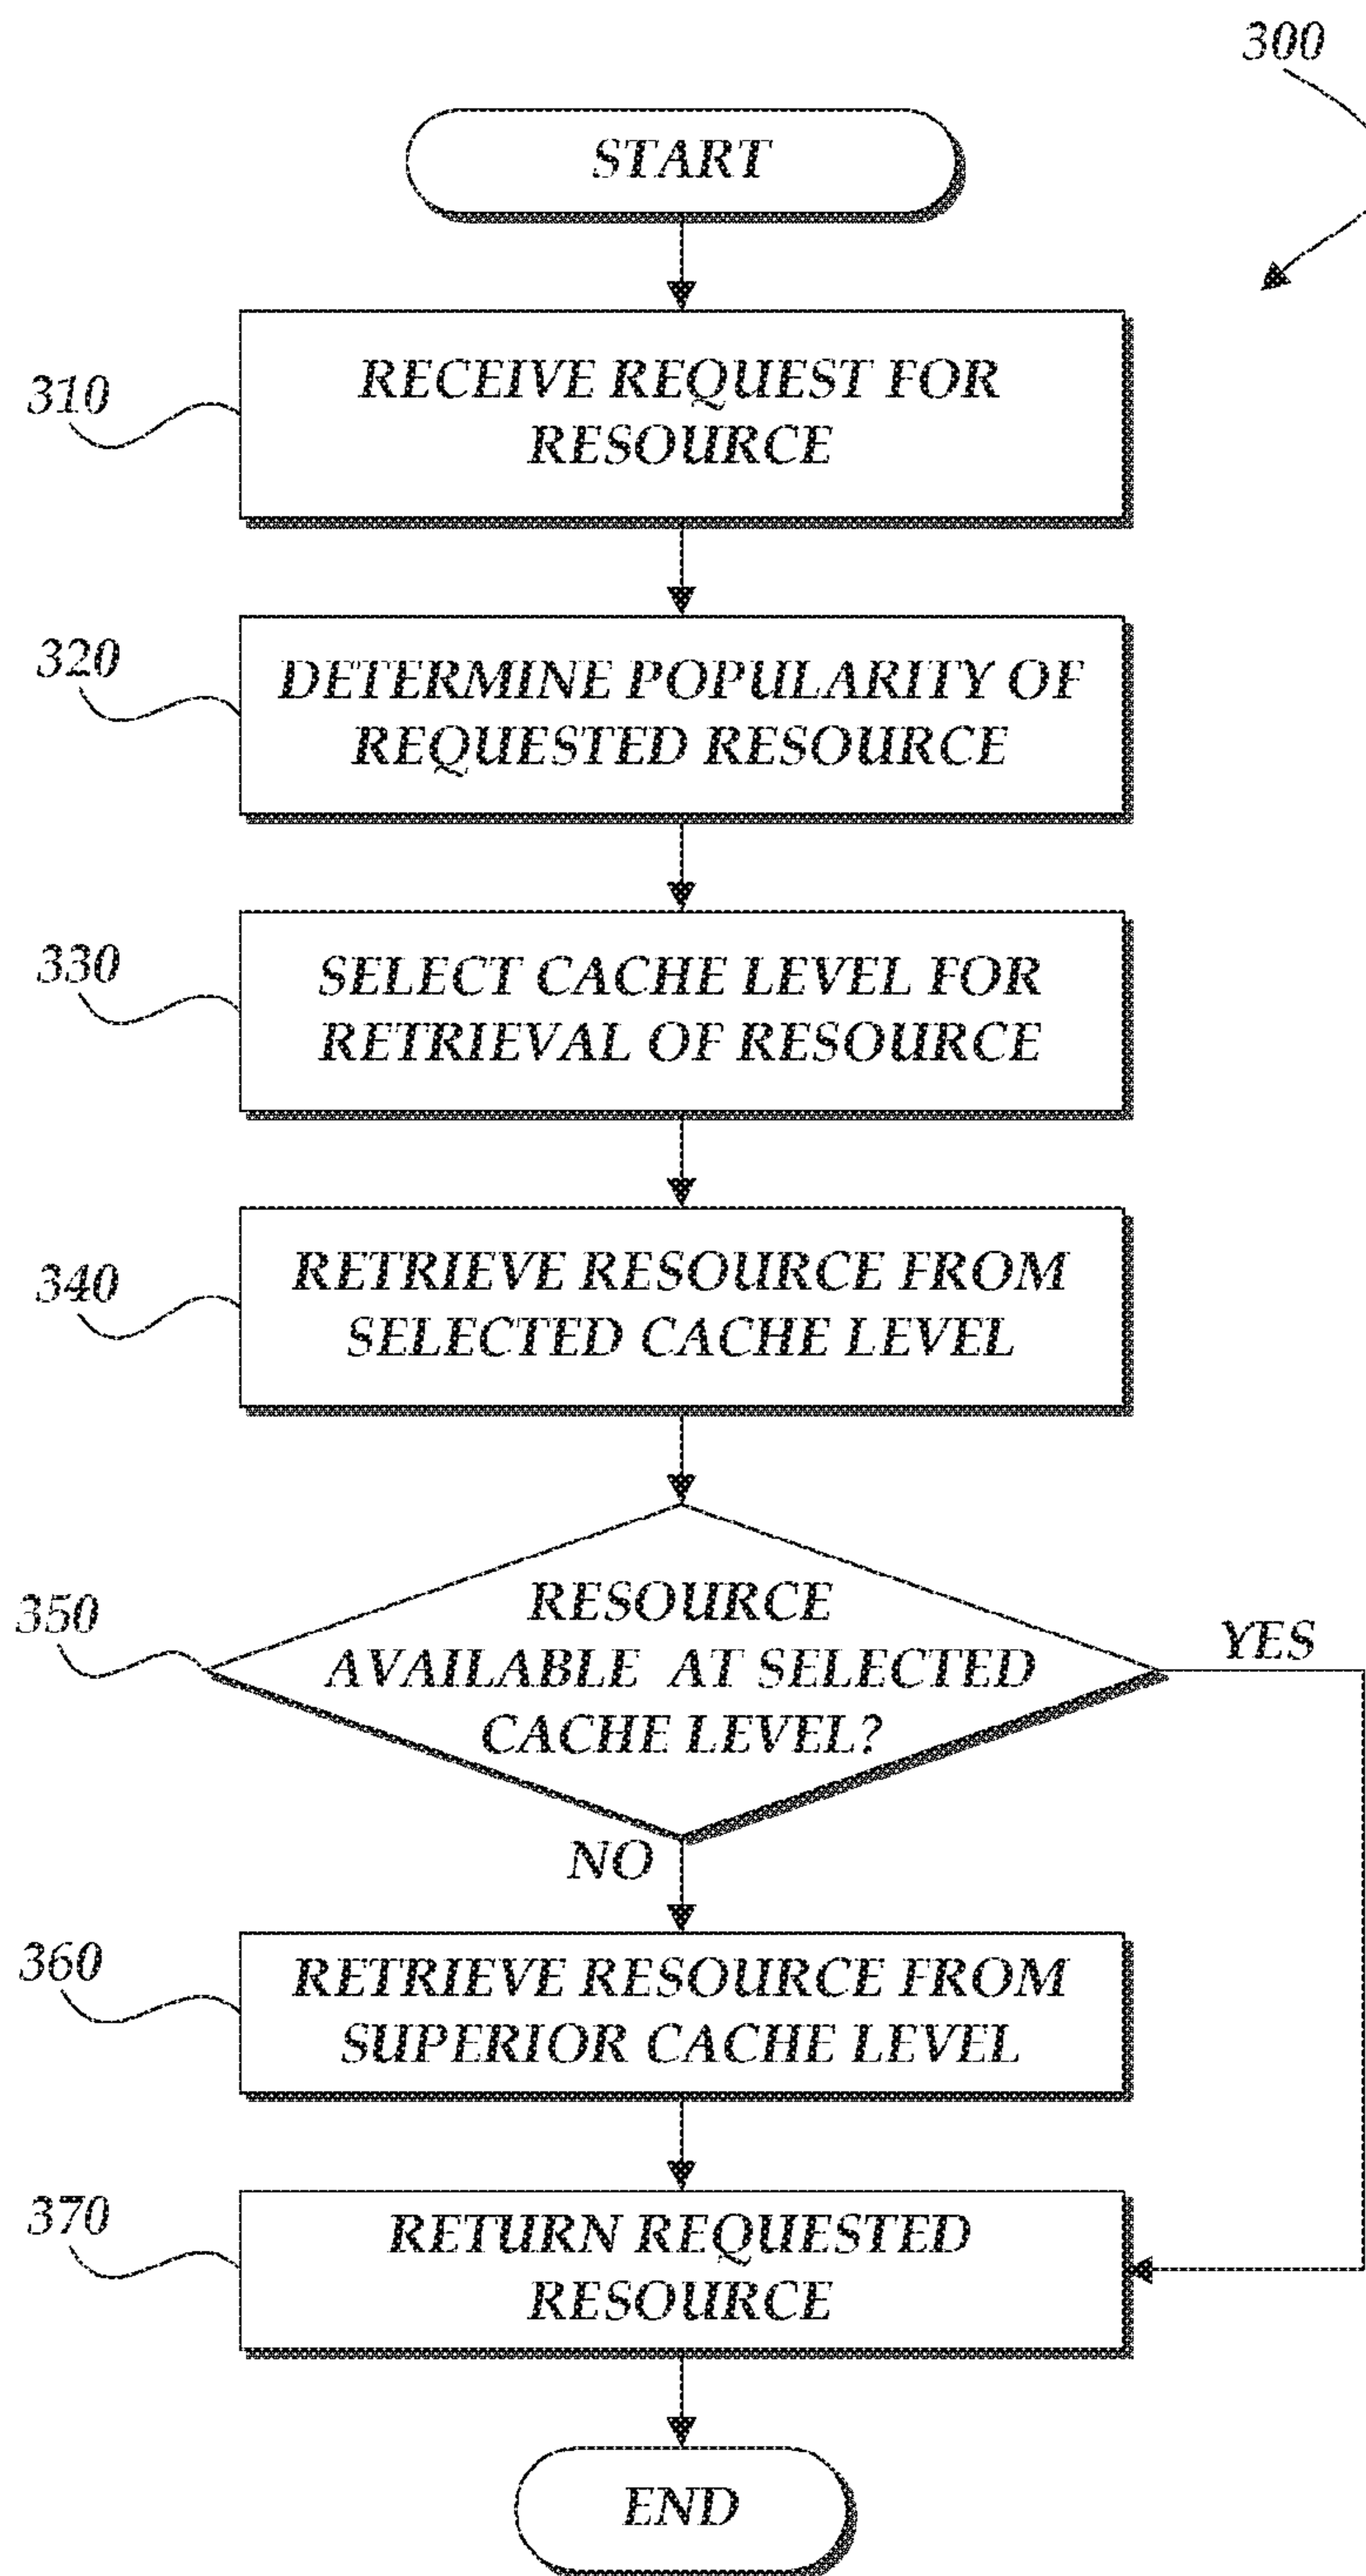 300
START
310
RECEIVE REQUEST FOR
RESOURCE
320
DETERMINE POPULARITY OF
REQUESTED RESOURCE
330
SELECT CACHE LEVEL FOR
RETRIEVAL OF RESOURCE
340
RETRIEVE RESOURCE FROM
SELECTED CACHE LEVEL
350
RESOURCE
AVAILABLE AT SELECTED
CACHE LEVEL?
YES
NO
360
RETRIEVE RESOURCE FROM
SUPERIOR CACHE LEVEL
370
RETURN REQUESTED
RESOURCE
END